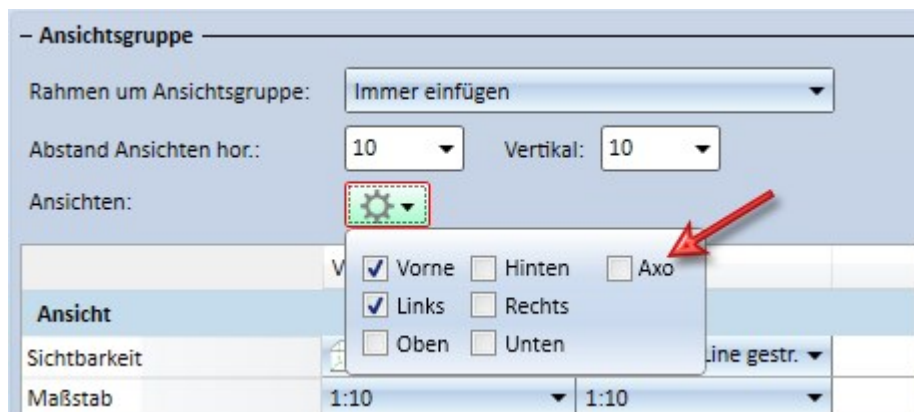 – Ansichtsgruppe
Rahmen um Ansichtsgruppe: Immer einfügen
Abstand Ansichten hor.: 10 Vertikal: 10
Ansichten:
V
Vorne Hinten Axo
Links Rechts
Oben Unten
Ansicht
Sichtbarkeit Line gestr.
Maßstab 1:10 1:10